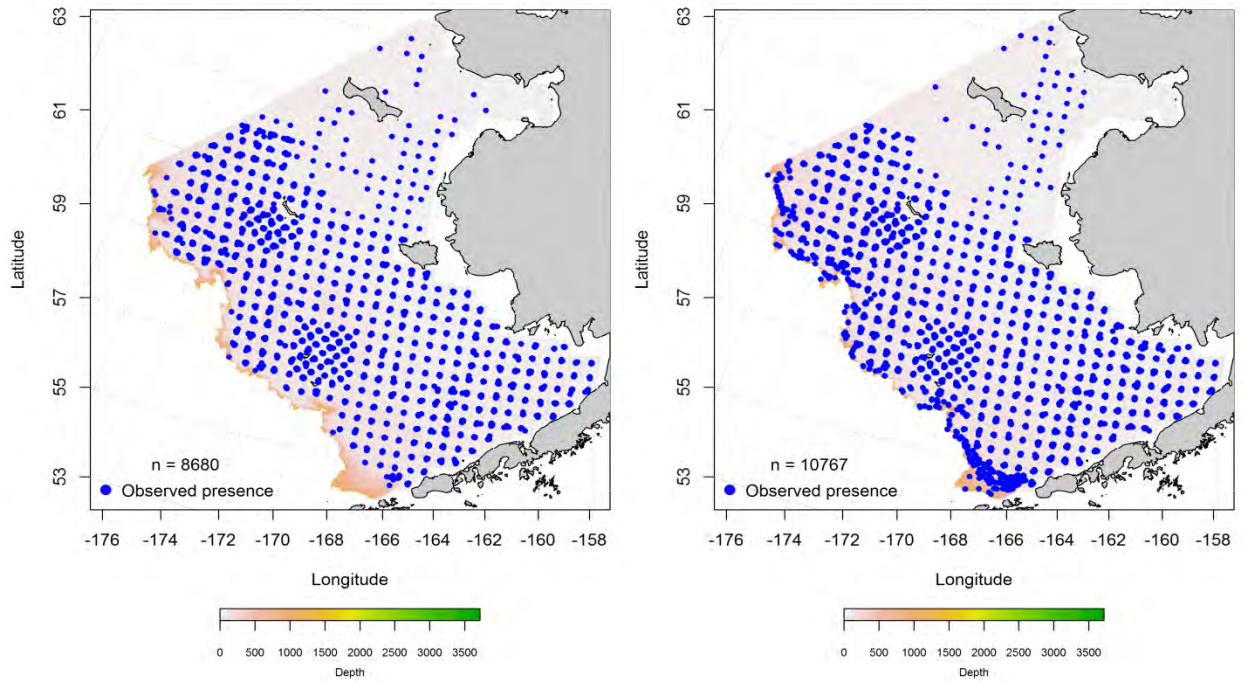 63
61
59
57
55
53
Latitude
n = 8680
Observed presence
-176 -174 -172 -170 -168 -166 -164 -162 -160 -158
Longitude
0 500 1000 1500 2000 2500 3000 3500
Depth
63
61
59
57
55
53
Latitude
n = 10767
Observed presence
-176 -174 -172 -170 -168 -166 -164 -162 -160 -158
Longitude
0 500 1000 1500 2000 2500 3000 3500
Depth